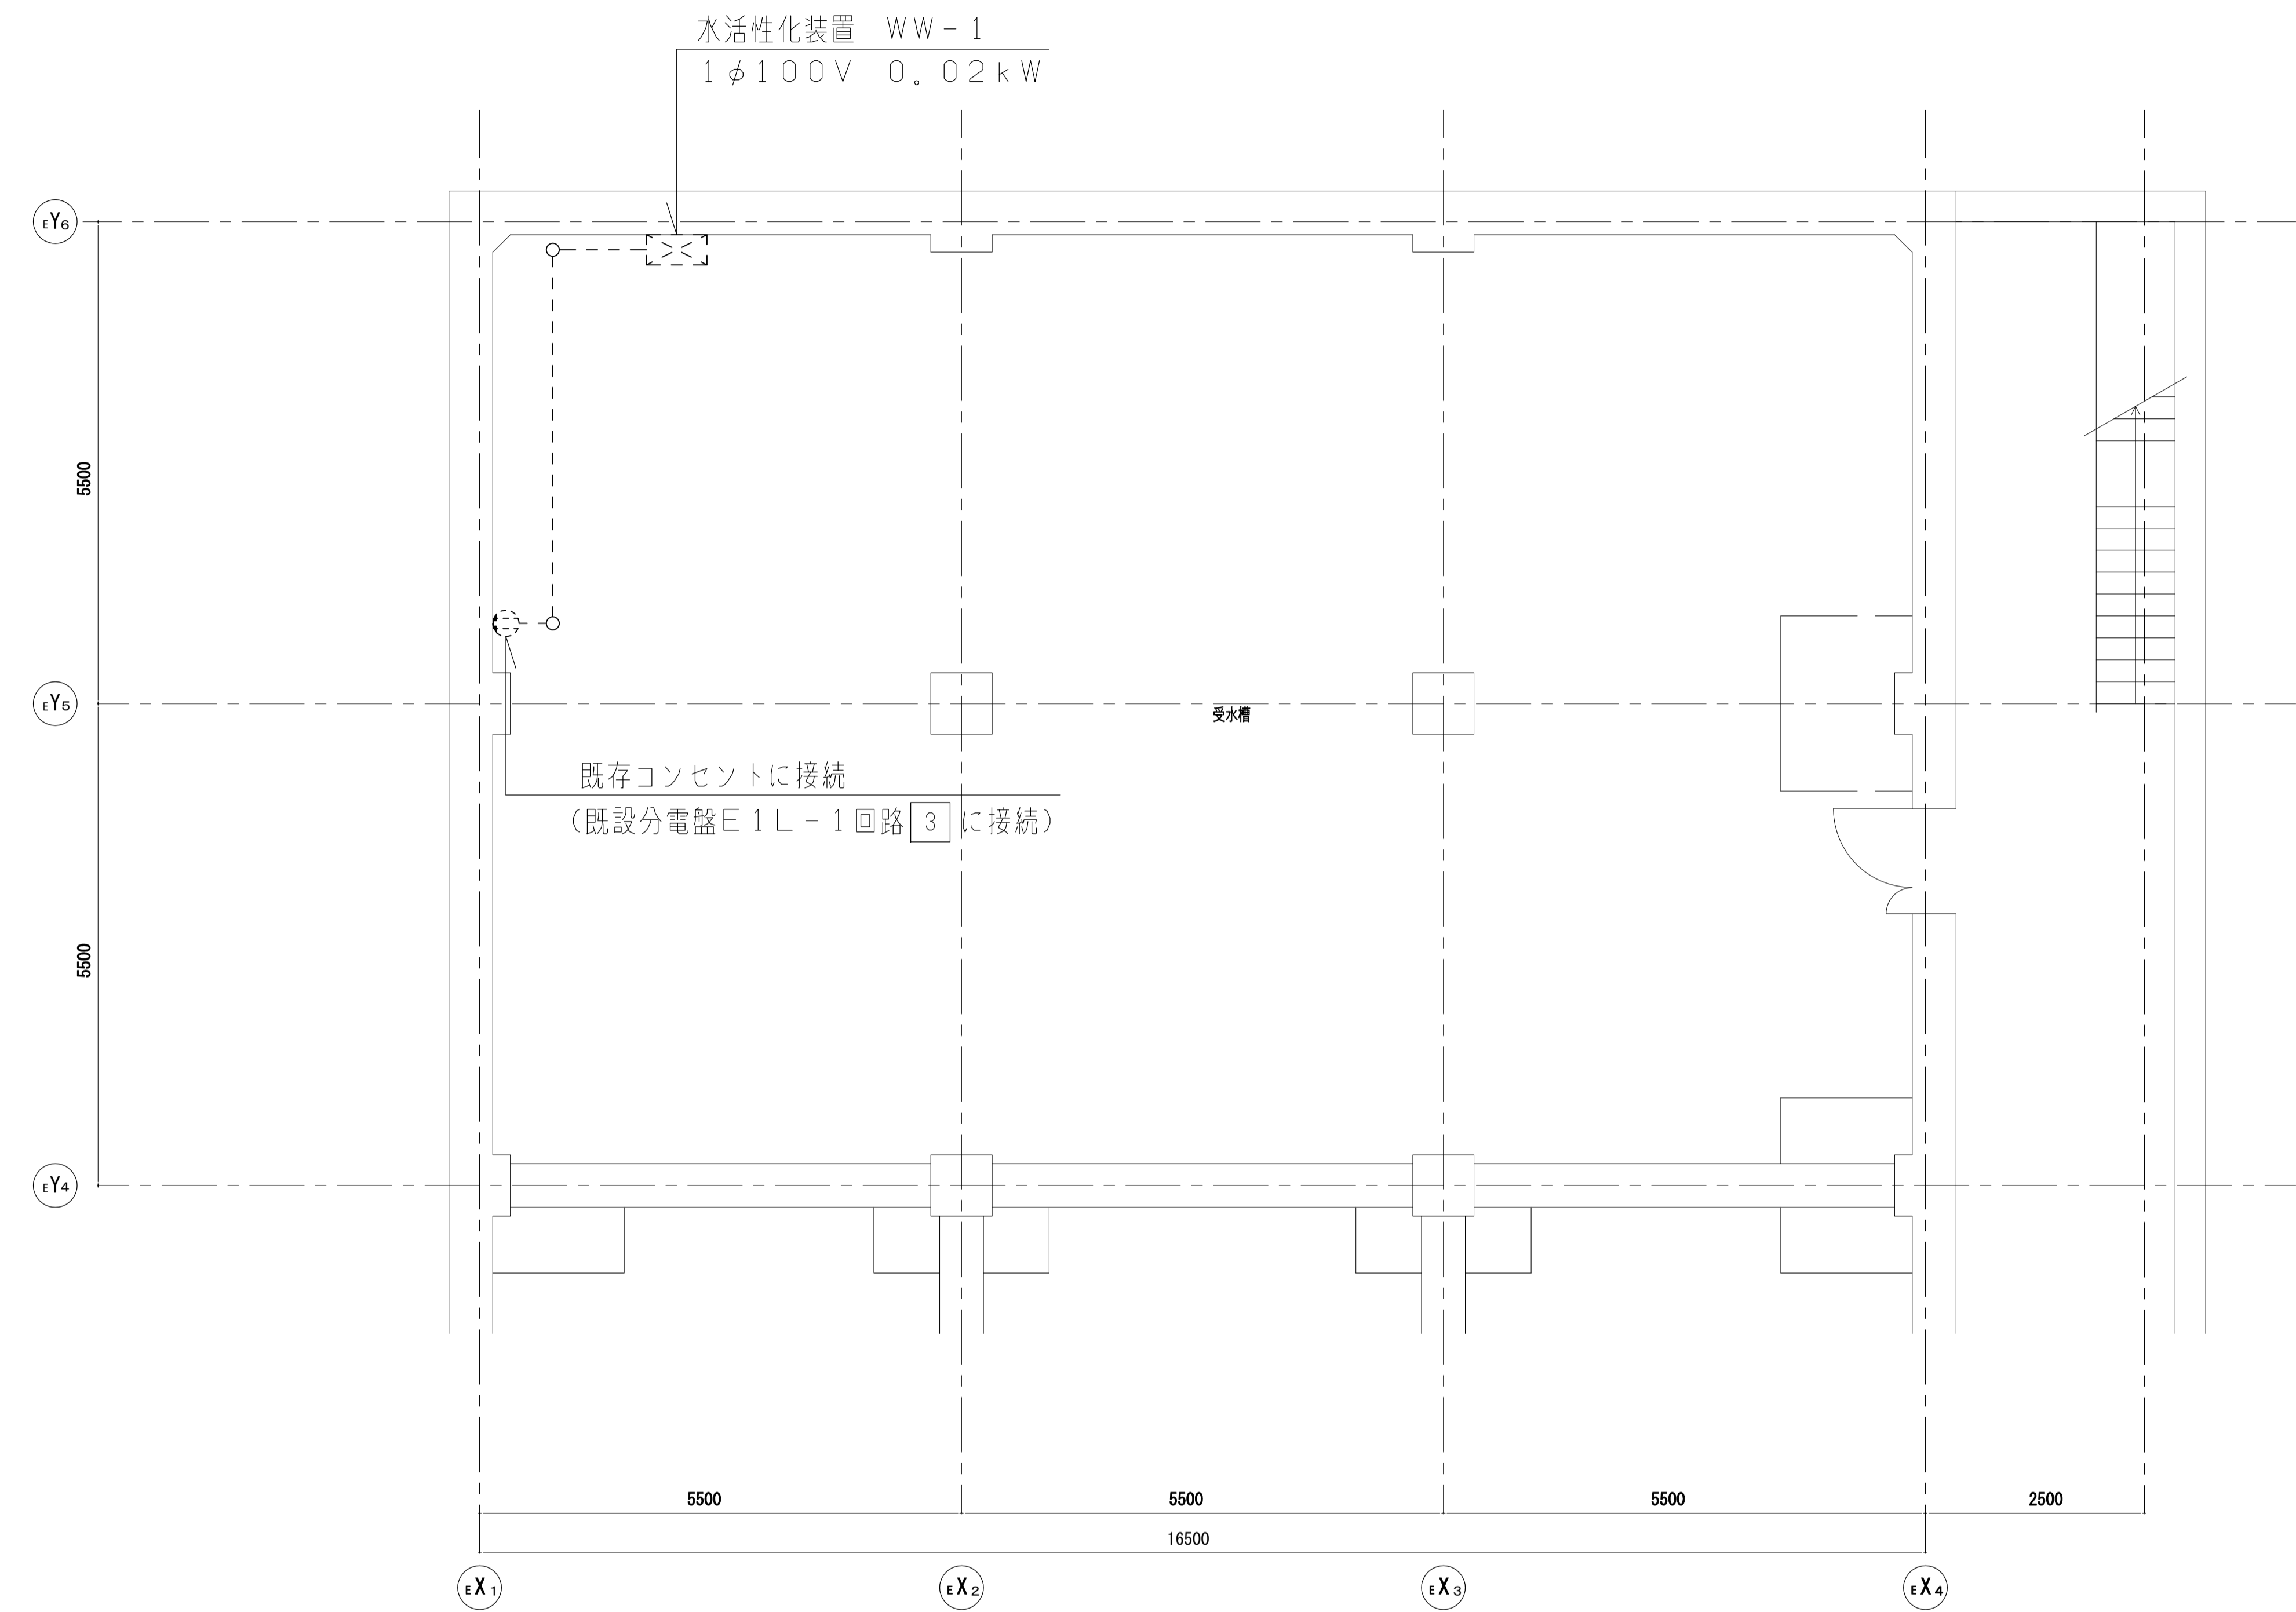 水活性化装置　ＷＷ－１
１φ１００Ｖ　０．０２ｋＷ
EY6
5500
EY5
受水槽
既存コンセントに接続
（既設分電盤Ｅ１Ｌ－１回路 3 に接続）
5500
EY4
5500 5500 5500 2500
16500
EX1 EX2 EX3 EX4